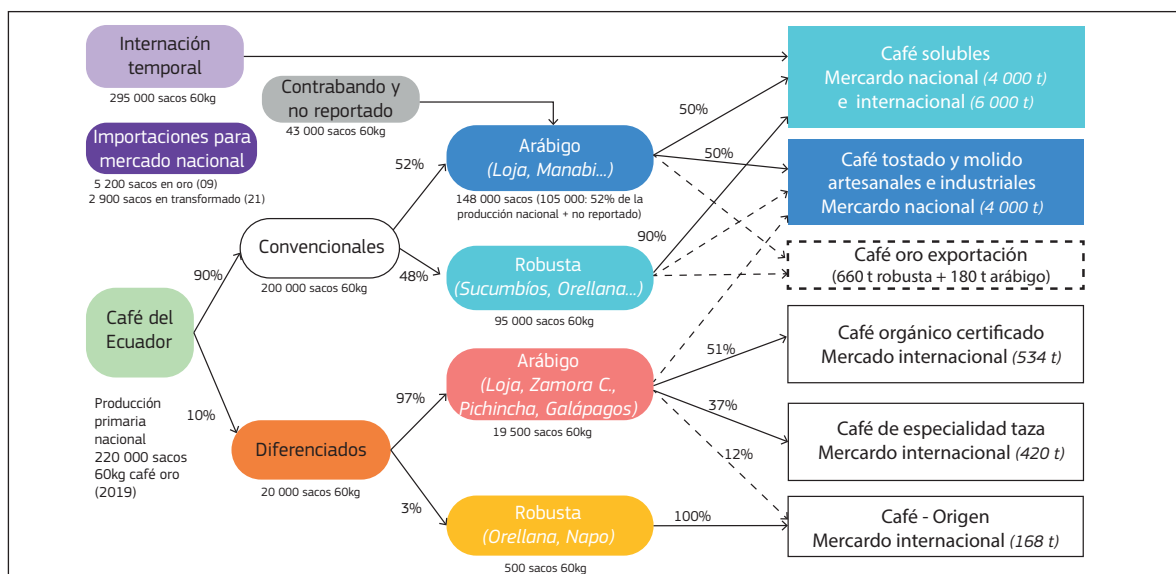 Internación
temporal
295 000 sacos 60kg
Contrabando y
no reportado
43 000 sacos 60kg
Importaciones para
mercado nacional
5 200 sacos en oro (09)
2 900 sacos en transformado (21)
Café del
Ecuador
Producción
primaria
nacional
220 000 sacos
60kg café oro
(2019)
90%
10%
Convencionales
200 000 sacos 60kg
Diferenciados
20 000 sacos 60kg
52%
48%
97%
3%
Arábigo
(Loja, Manabi...)
148 000 sacos (105 000: 52% de la
producción nacional + no reportado)
Robusta
(Sucumbíos, Orellana...)
95 000 sacos 60kg
Arábigo
(Loja, Zamora C.,
Pichincha, Galápagos)
19 500 sacos 60kg
Robusta
(Orellana, Napo)
500 sacos 60kg
50%
50%
90%
51%
37%
12%
100%
Café solubles
Mercardo nacional (4 000 t)
e internacional (6 000 t)
Café tostado y molido
artesanales e industriales
Mercardo nacional (4 000 t)
Café oro exportación
(660 t robusta + 180 t arábigo)
Café orgánico certificado
Mercado internacional (534 t)
Café de especialidad taza
Mercardo internacional (420 t)
Café - Origen
Mercardo internacional (168 t)